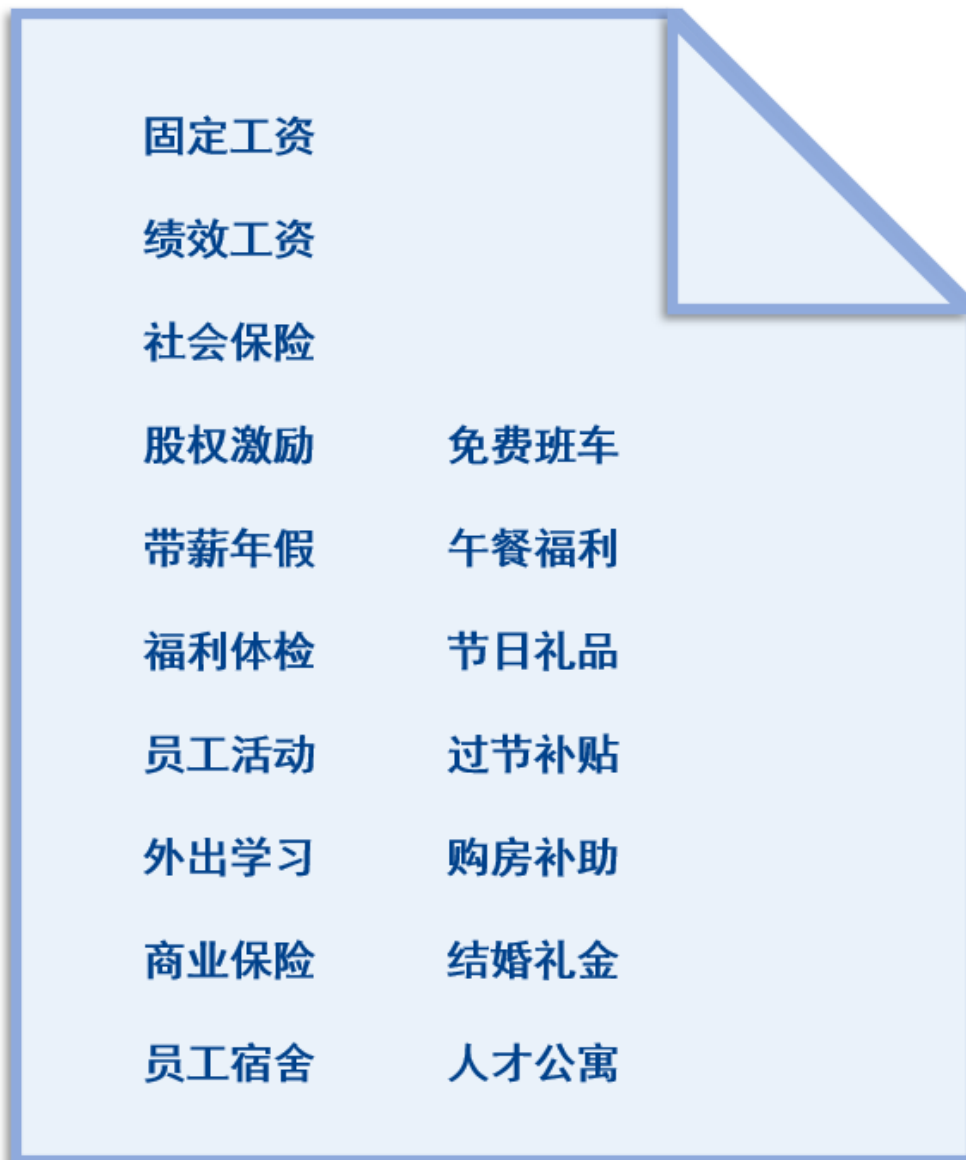 固定工资
绩效工资
社会保险
股权激励 免费班车
带薪年假 午餐福利
福利体检 节日礼品
员工活动 过节补贴
外出学习 购房补助
商业保险 结婚礼金
员工宿舍 人才公寓